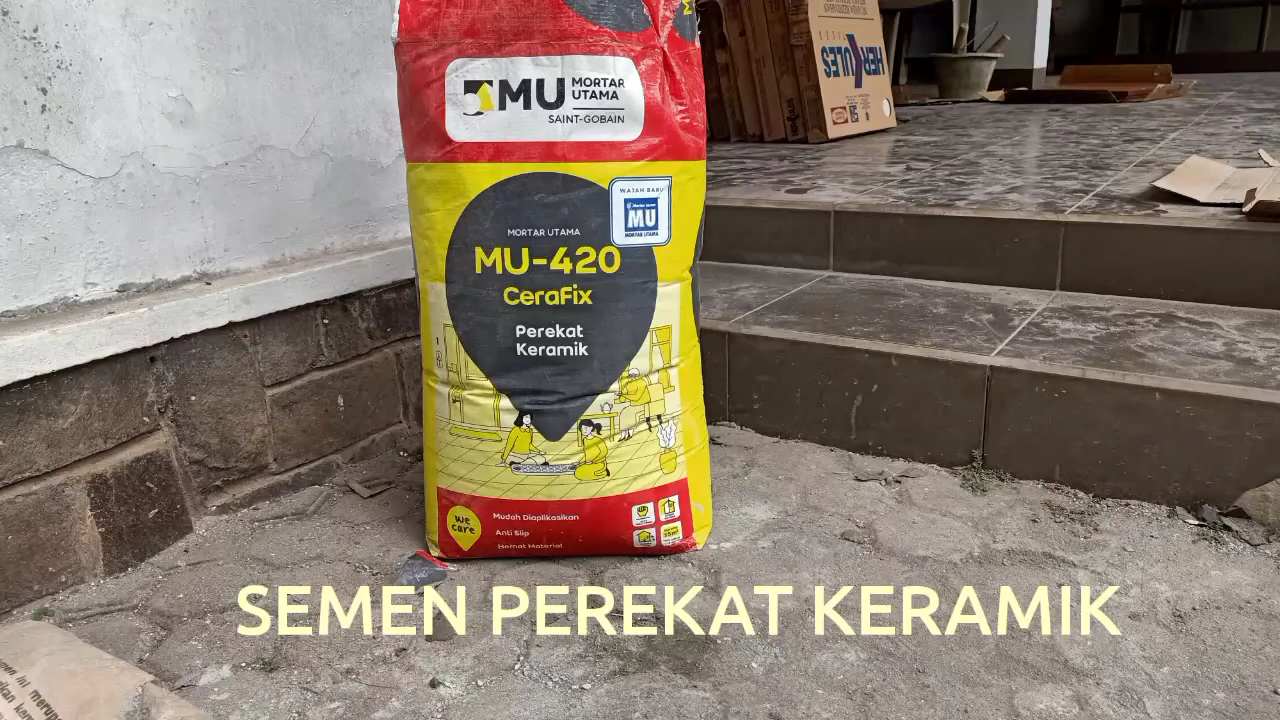 MU MORTAR UTAMA
SAINT-GOBAIN
HERCULES
TILES
WAJAH BARU
MU
MORTAR UTAMA
MORTAR UTAMA
MU-420
CeraFix
Perekat
Keramik
we care
Mudah Diaplikasikan
Anti Slip
Hemat Material
SEMEN PEREKAT KERAMIK